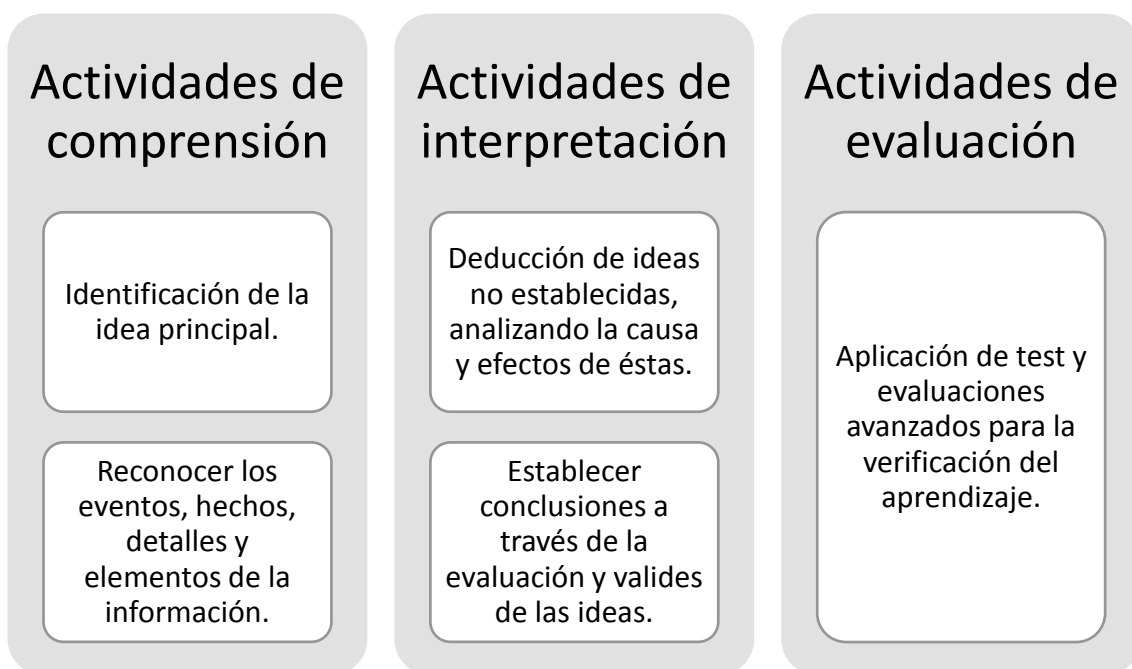 Actividades de
comprensión
Identificación de la
idea principal.
Reconocer los
eventos, hechos,
detalles y
elementos de la
información.
Actividades de
interpretación
Deducción de ideas
no establecidas,
analizando la causa
y efectos de éstas.
Establecer
conclusiones a
través de la
evaluación y valides
de las ideas.
Actividades de
evaluación
Aplicación de test y
evaluaciones
avanzados para la
verificación del
aprendizaje.